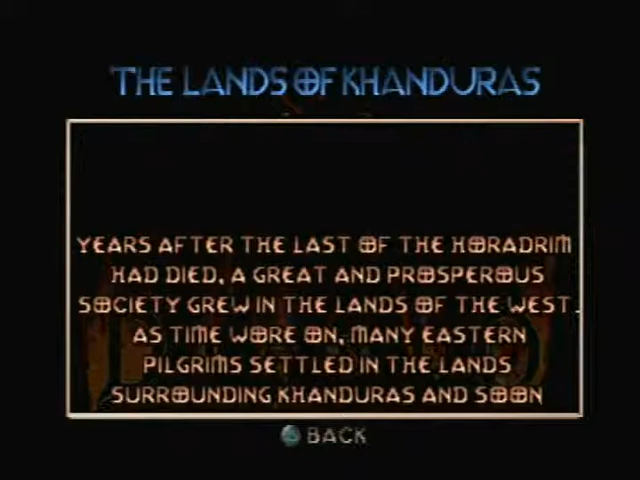 THE LANDS OF KHANDURAS
YEARS AFTER THE LAST OF THE HORADRIM
HAD DIED, A GREAT AND PROSPEROUS
SOCIETY GREW IN THE LANDS OF THE WEST.
AS TIME WORE ON, MANY EASTERN
PILGRIMS SETTLED IN THE LANDS
SURROUNDING KHANDURAS AND SOON
BACK